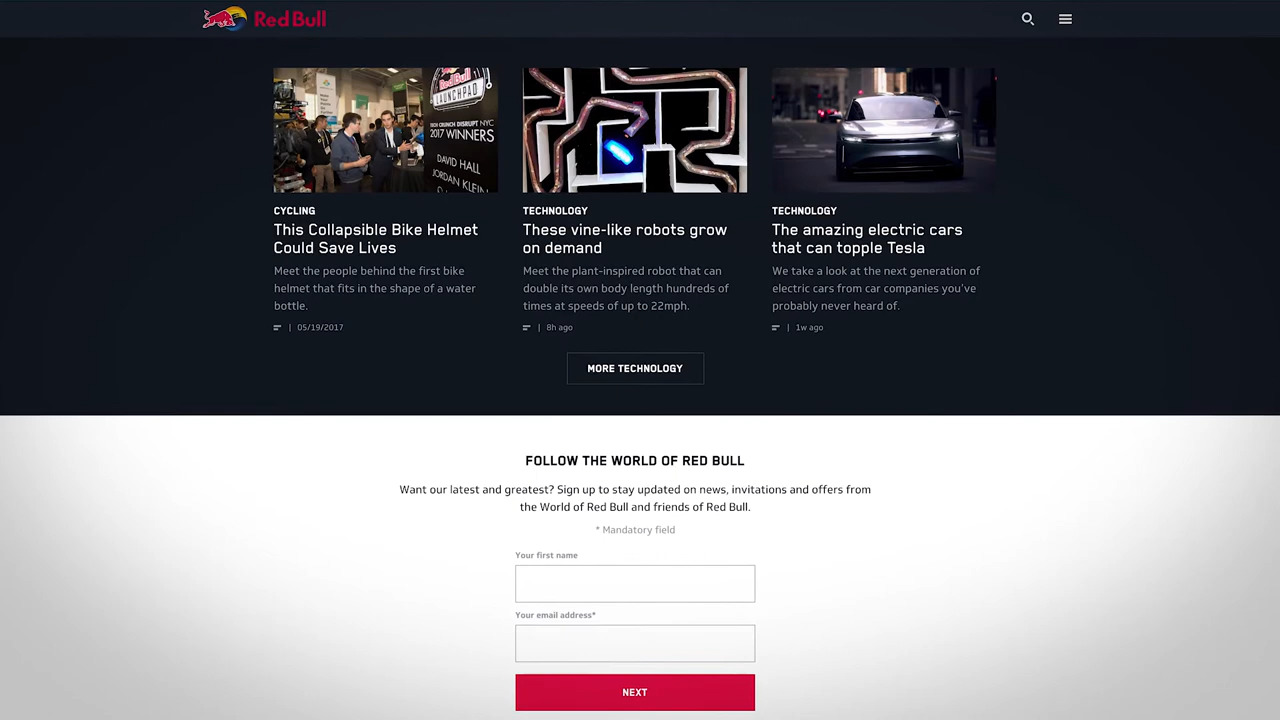 Red Bull
Red Bull
LAUNCHPAD
TECH CRUNCH DISRUPT NYC
2017 WINNERS
DAVID HALL
JORDAN KLEIN
CYCLING
This Collapsible Bike Helmet
Could Save Lives
Meet the people behind the first bike
helmet that fits in the shape of a water
bottle.
| 05/19/2017
TECHNOLOGY
These vine-like robots grow
on demand
Meet the plant-inspired robot that can
double its own body length hundreds of
times at speeds of up to 22mph.
| 8h ago
TECHNOLOGY
The amazing electric cars
that can topple Tesla
We take a look at the next generation of
electric cars from car companies you've
probably never heard of.
| 1w ago
MORE TECHNOLOGY
FOLLOW THE WORLD OF RED BULL
Want our latest and greatest? Sign up to stay updated on news, invitations and offers from
the World of Red Bull and friends of Red Bull.
* Mandatory field
Your first name
Your email address*
NEXT